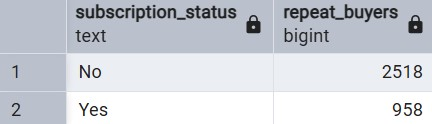 subscription_status repeat_buyers
text bigint
1 No 2518
2 Yes 958